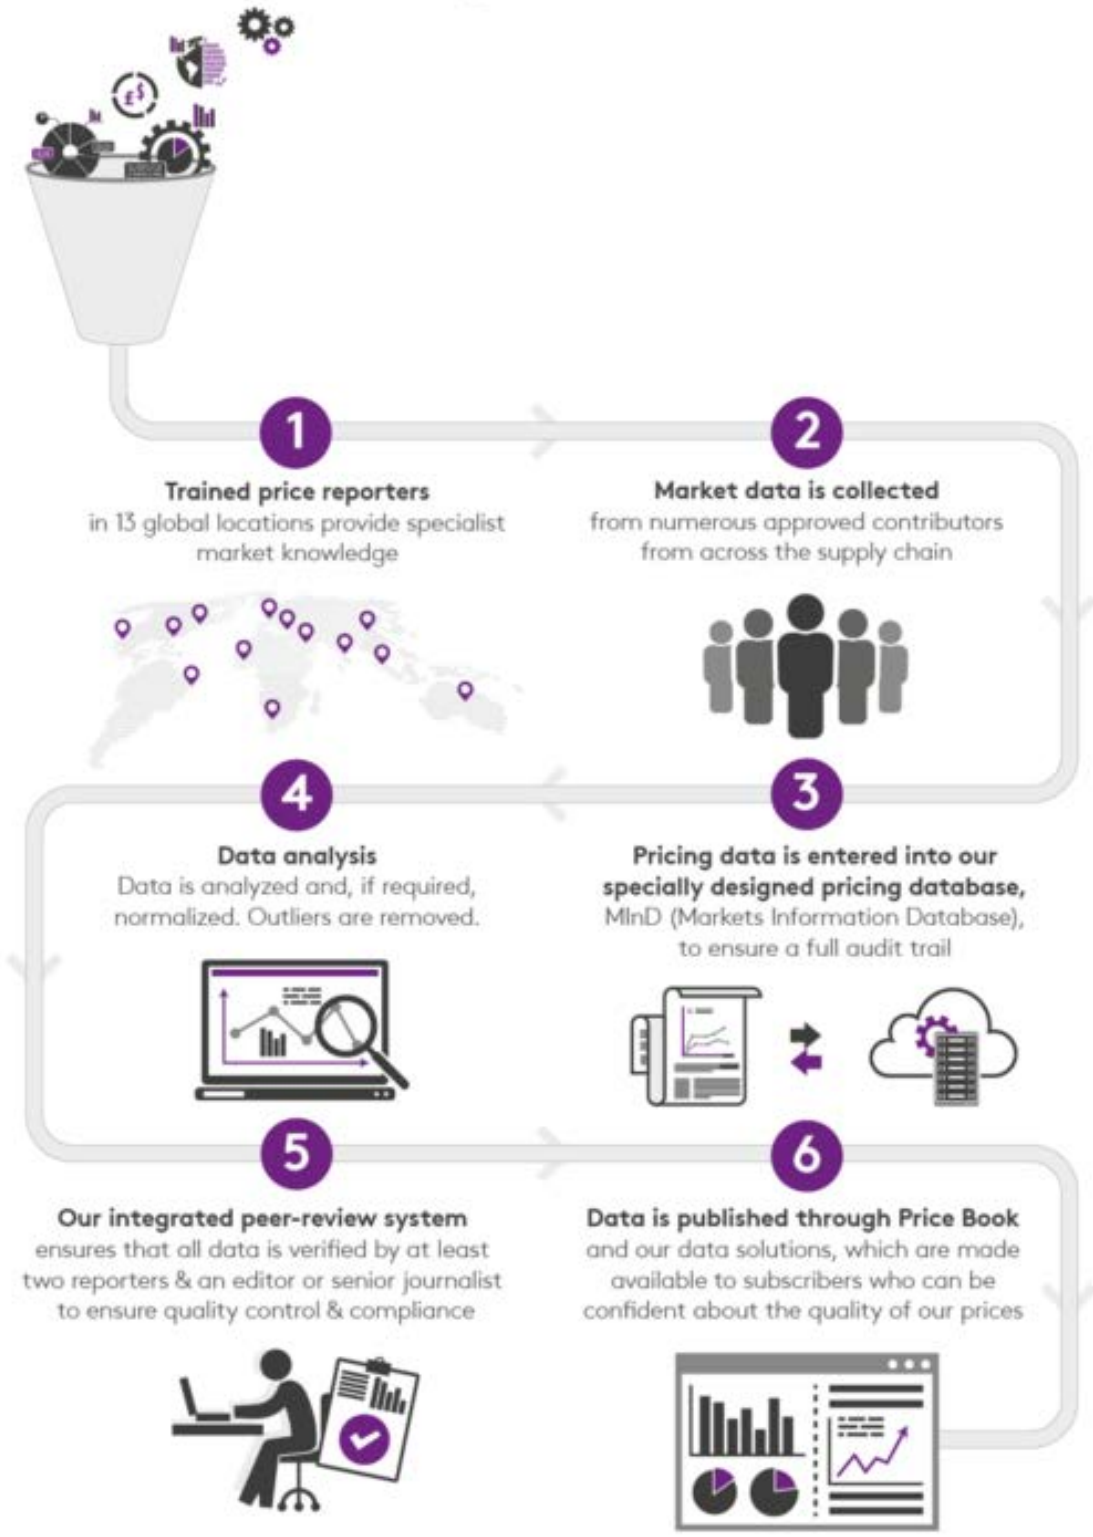 £$
1
Trained price reporters
in 13 global locations provide specialist
market knowledge
2
Market data is collected
from numerous approved contributors
from across the supply chain
3
Pricing data is entered into our
specially designed pricing database,
MInD (Markets Information Database),
to ensure a full audit trail
4
Data analysis
Data is analyzed and, if required,
normalized. Outliers are removed.
5
Our integrated peer-review system
ensures that all data is verified by at least
two reporters & an editor or senior journalist
to ensure quality control & compliance
6
Data is published through Price Book
and our data solutions, which are made
available to subscribers who can be
confident about the quality of our prices